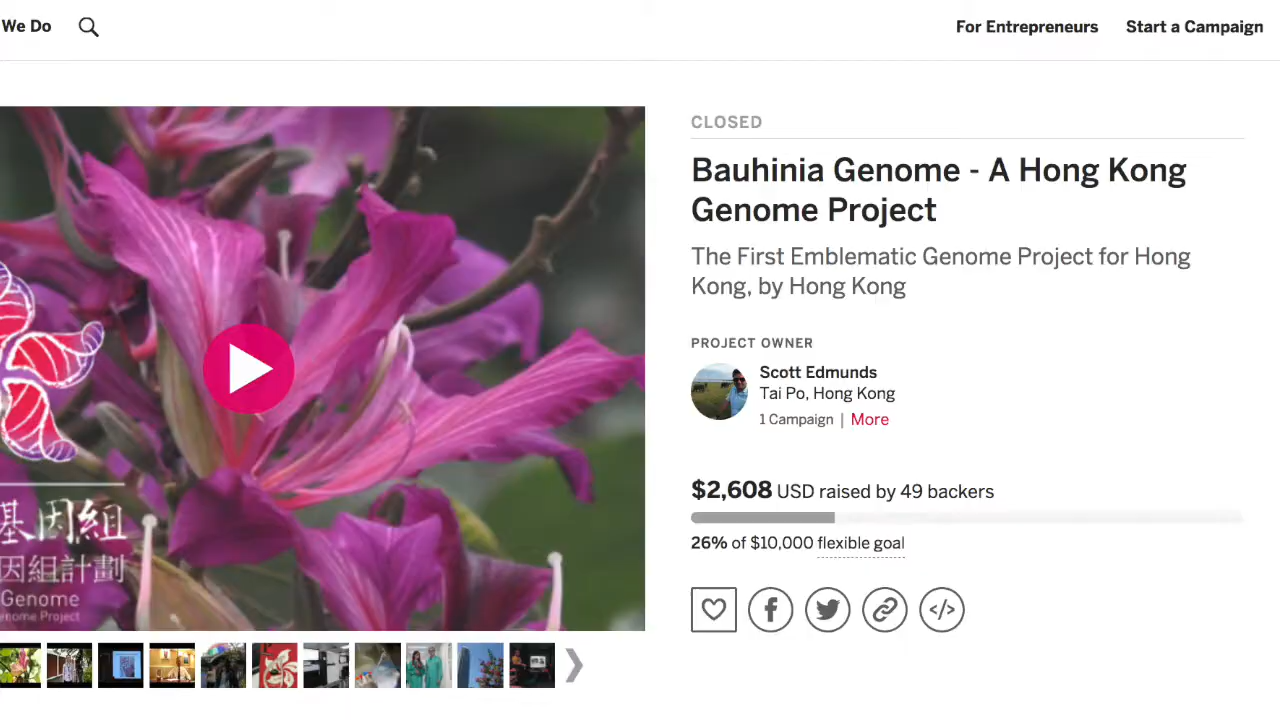 We Do
For Entrepreneurs
Start a Campaign
CLOSED
Bauhinia Genome - A Hong Kong
Genome Project
The First Emblematic Genome Project for Hong
Kong, by Hong Kong
PROJECT OWNER
Scott Edmunds
Tai Po, Hong Kong
1 Campaign | More
$2,608 USD raised by 49 backers
26% of $10,000 flexible goal
基因組
因組計劃
Genome
enome Project